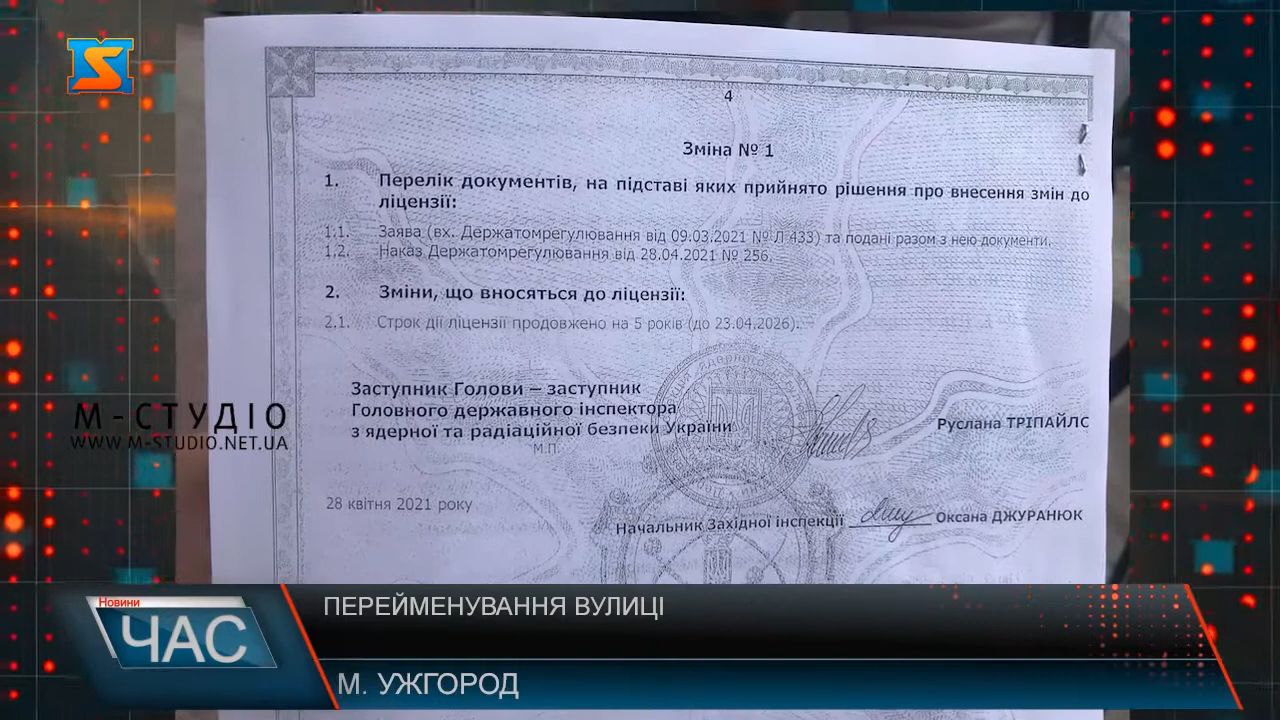 4
Зміна № 1
1. Перелік документів, на підставі яких прийнято рішення про внесення змін до
ліцензії:
1.1. Заява (вх. Держатомрегулювання від 09.03.2021 № Л 433) та подані разом з нею документи.
1.2. Наказ Держатомрегулювання від 28.04.2021 № 256.
2. Зміни, що вносяться до ліцензії:
2.1. Строк дії ліцензії продовжено на 5 років (до 23.04.2026).
Заступник Голови – заступник
Головного державного інспектора
з ядерної та радіаційної безпеки України
Руслана ТРІПАЙЛС
М.П.
28 квітня 2021 року
Начальник Західної інспекції Оксана ДЖУРАНЮК
М-СТУДІО
WWW.M-STUDIO.NET.UA
Новини
ЧАС
ПЕРЕЙМЕНУВАННЯ ВУЛИЦІ
М. УЖГОРОД